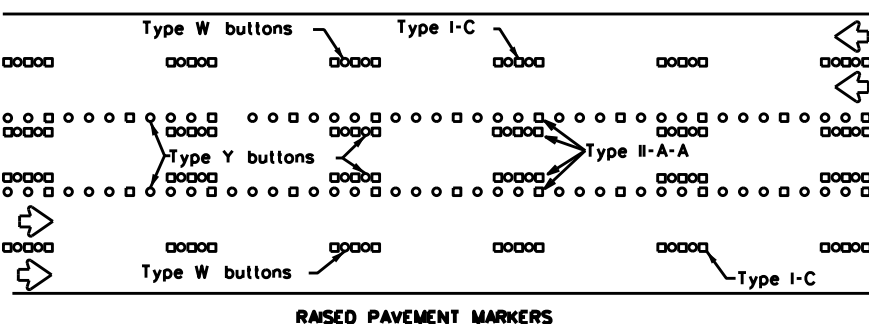 Type W buttons
Type I-C
Type Y buttons
Type II-A-A
Type W buttons
Type I-C
RAISED PAVEMENT MARKERS